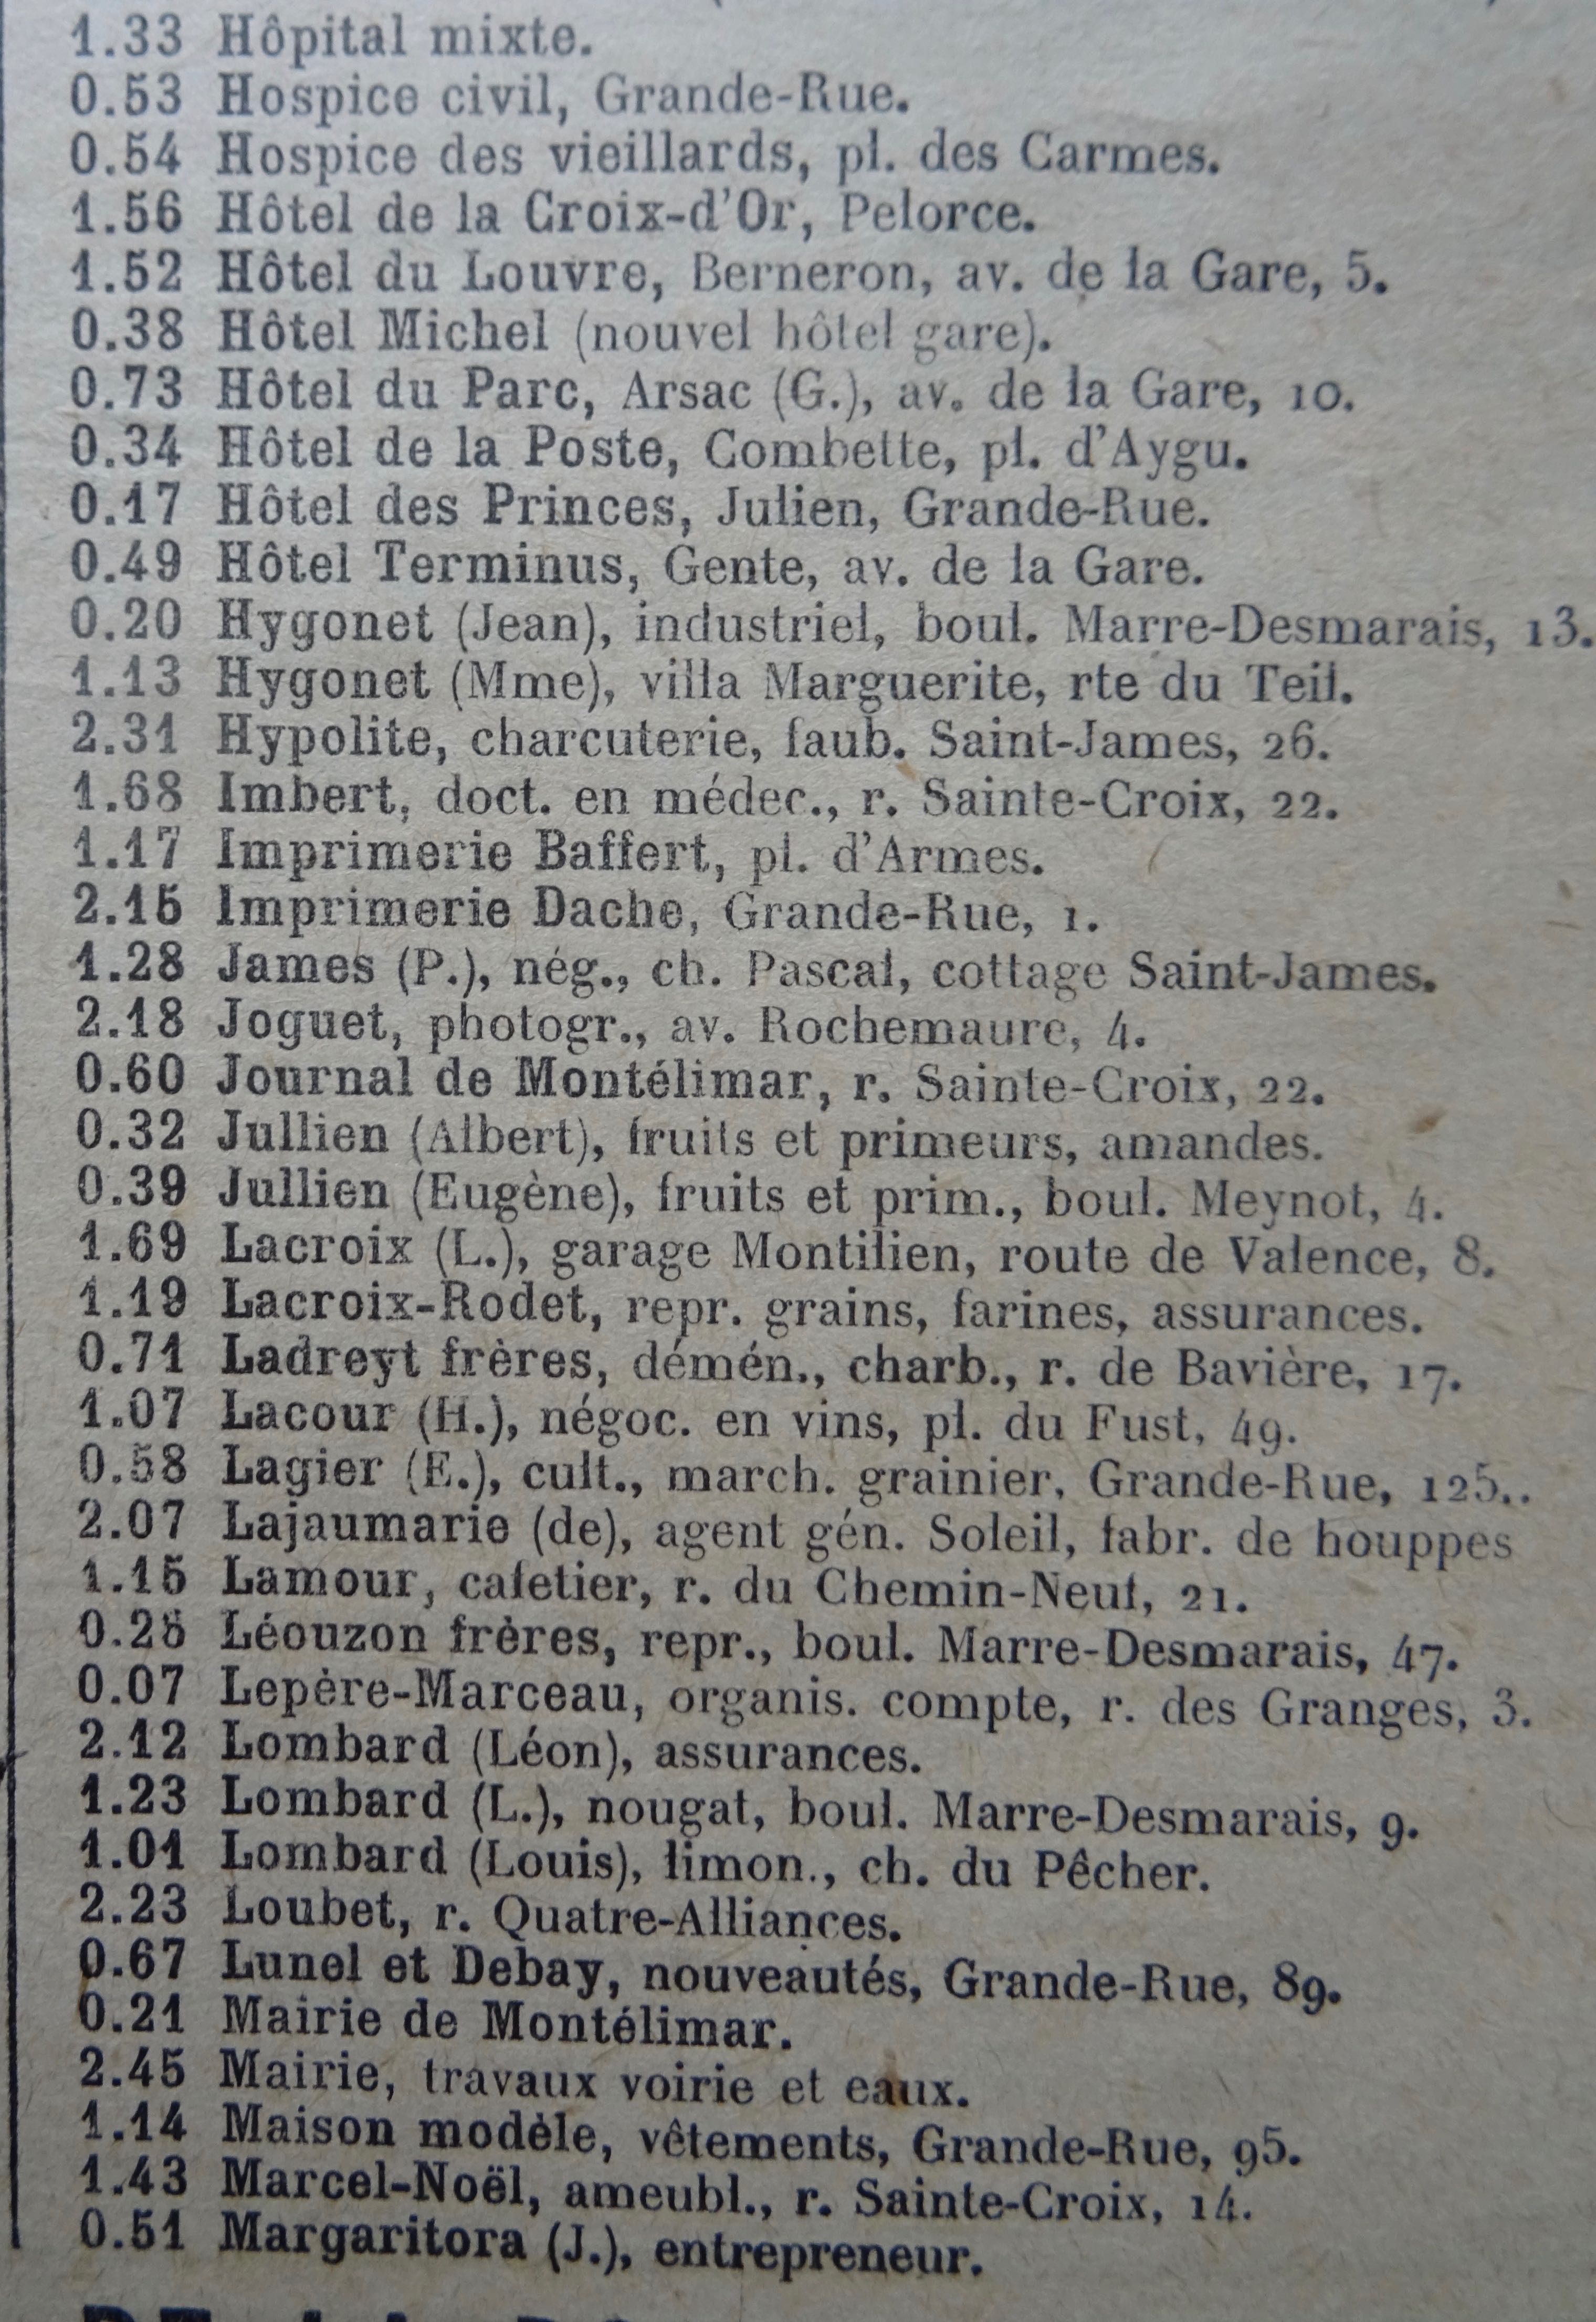 1.33 Hôpital mixte.
0.53 Hospice civil, Grande-Rue.
0.54 Hospice des vieillards, pl. des Carmes.
1.56 Hôtel de la Croix-d'Or, Pelorce.
1.52 Hôtel du Louvre, Berneron, av. de la Gare, 5.
0.38 Hôtel Michel (nouvel hôtel gare).
0.73 Hôtel du Parc, Arsac (G.), av. de la Gare, 10.
0.34 Hôtel de la Poste, Combette, pl. d'Aygu.
0.17 Hôtel des Princes, Julien, Grande-Rue.
0.49 Hôtel Terminus, Gente, av. de la Gare.
0.20 Hygonet (Jean), industriel, boul. Marre-Desmarais, 13.
1.13 Hygonet (Mme), villa Marguerite, rte du Teil.
2.31 Hypolite, charcuterie, faub. Saint-James, 26.
1.68 Imbert, doct. en médec., r. Sainte-Croix, 22.
1.17 Imprimerie Baffert, pl. d'Armes.
2.15 Imprimerie Dache, Grande-Rue, 1.
1.28 James (P.), nég., ch. Pascal, cottage Saint-James.
2.18 Joguet, photogr., av. Rochemaure, 4.
0.60 Journal de Montélimar, r. Sainte-Croix, 22.
0.32 Jullien (Albert), fruits et primeurs, amandes.
0.39 Jullien (Eugène), fruits et prim., boul. Meynot, 4.
1.69 Lacroix (L.), garage Montilien, route de Valence, 8.
1.19 Lacroix-Rodet, repr. grains, farines, assurances.
0.71 Ladreyt frères, démén., charb., r. de Bavière, 17.
1.07 Lacour (H.), négoc. en vins, pl. du Fust, 49.
0.58 Lagier (E.), cult., march. grainier, Grande-Rue, 125..
2.07 Lajaumarie (de), agent gén. Soleil, fabr. de houppes
1.15 Lamour, cafetier, r. du Chemin-Neuf, 21.
Léouzon frères, repr., boul. Marre-Desmarais, 47.
0.07 Lepère-Marceau, organis. compte, r. des Granges, 3.
2.12 Lombard (Léon), assurances.
1.23 Lombard (L.), nougat, boul. Marre-Desmarais, 9.
1.01 Lombard (Louis), limon., ch. du Pêcher.
2.23 Loubet, r. Quatre-Alliances.
0.67 Lunel et Debay, nouveautés, Grande-Rue, 89.
0.21 Mairie de Montélimar.
2.45 Mairie, travaux voirie et eaux.
1.14 Maison modèle, vêtements, Grande-Rue, 95.
1.43 Marcel-Noël, ameubl., r. Sainte-Croix, 14.
0.51 Margaritora (J.), entrepreneur.